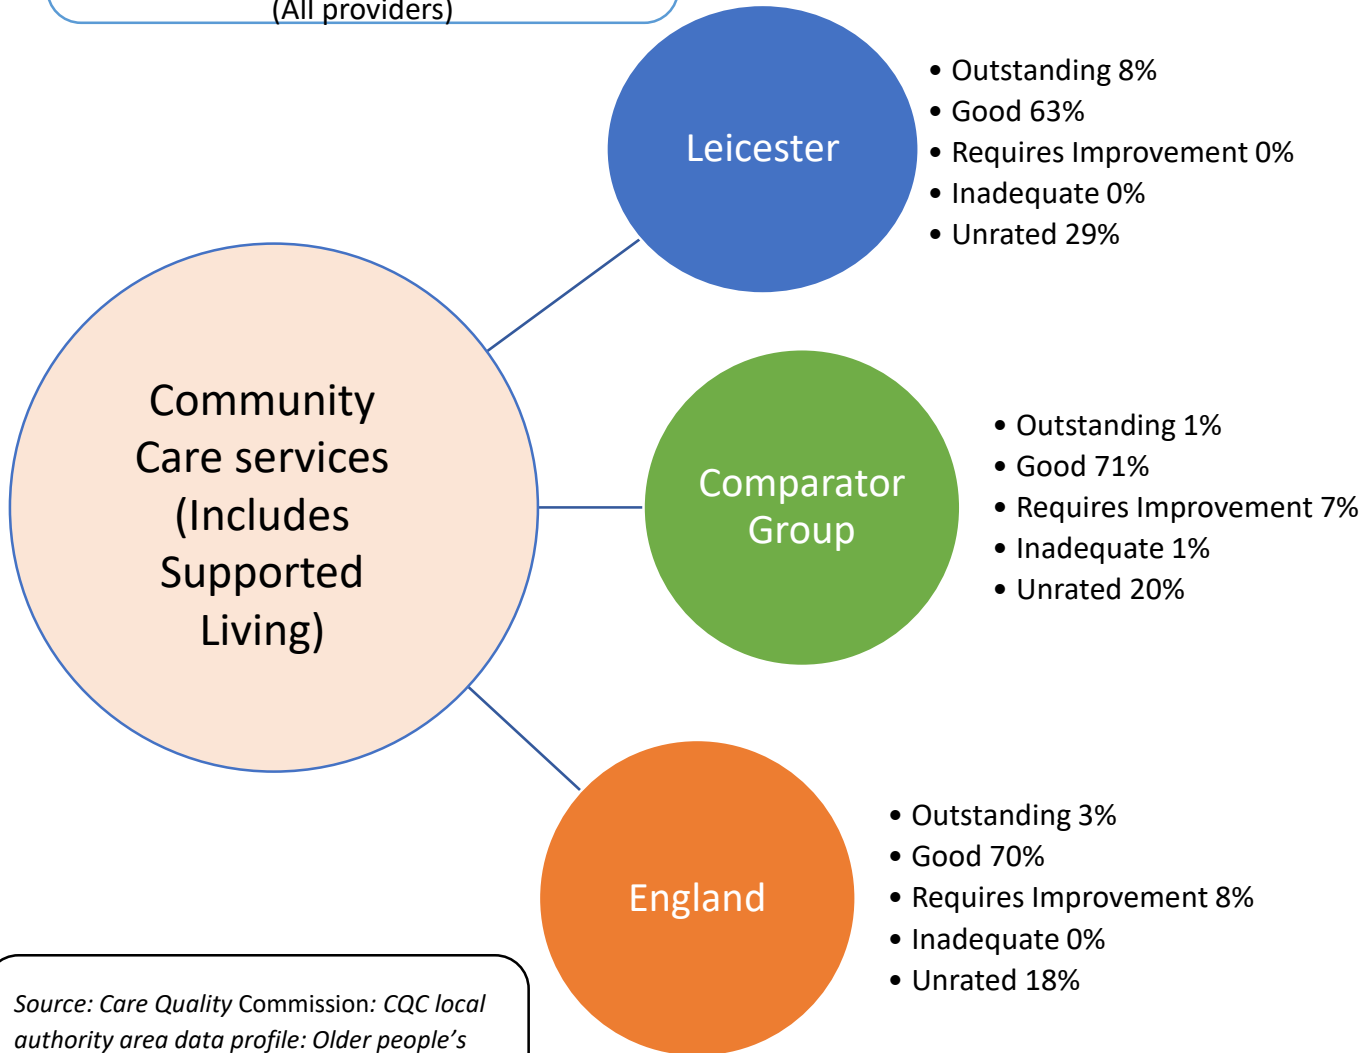 (All providers)
Leicester
• Outstanding 8%
• Good 63%
• Requires Improvement 0%
• Inadequate 0%
• Unrated 29%
Community
Care services
(Includes
Supported
Living)
Comparator
Group
• Outstanding 1%
• Good 71%
• Requires Improvement 7%
• Inadequate 1%
• Unrated 20%
England
• Outstanding 3%
• Good 70%
• Requires Improvement 8%
• Inadequate 0%
• Unrated 18%
Source: Care Quality Commission: CQC local
authority area data profile: Older people’s